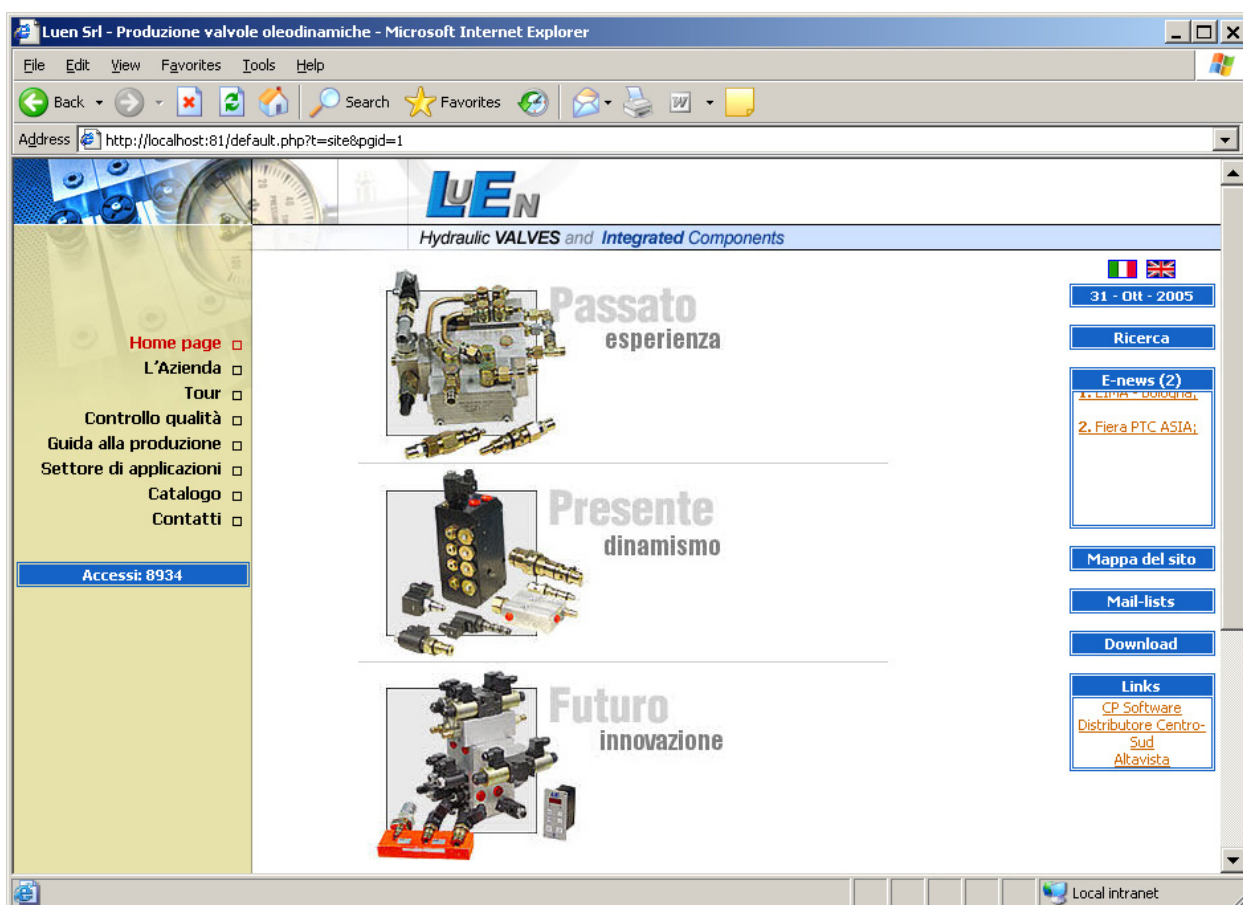 Luen Srl - Produzione valvole oleodinamiche - Microsoft Internet Explorer
File Edit View Favorites Tools Help
Back Search Favorites
Address http://localhost:81/default.php?t=site&pgid=1
LUEN
Hydraulic VALVES and Integrated Components
Home page
L'Azienda
Tour
Controllo qualità
Guida alla produzione
Settore di applicazioni
Catalogo
Contatti
Accessi: 8934
Passato
esperienza
Presente
dinamismo
Futuro
innovazione
31 - Ott - 2005
Ricerca
E-news (2)
1. EIMA - Bologna;
2. Fiera PTC ASIA;
Mappa del sito
Mail-lists
Download
Links
CP Software
Distributore Centro-
Sud
Altavista
Local intranet